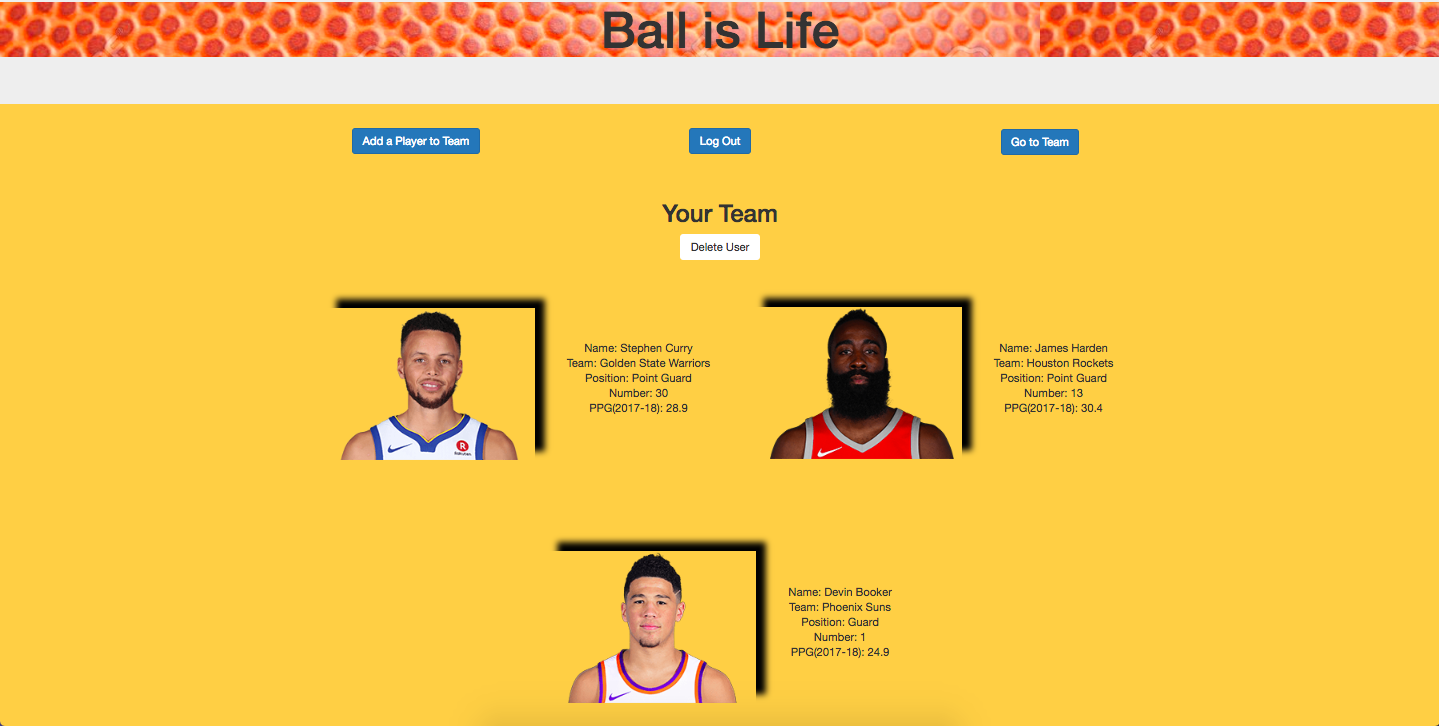 Ball is Life
Add a Player to Team
Log Out
Go to Team
Your Team
Delete User
Name: Stephen Curry
Team: Golden State Warriors
Position: Point Guard
Number: 30
PPG(2017-18): 28.9
Name: James Harden
Team: Houston Rockets
Position: Point Guard
Number: 13
PPG(2017-18): 30.4
R
Rakuten
Name: Devin Booker
Team: Phoenix Suns
Position: Guard
Number: 1
PPG(2017-18): 24.9